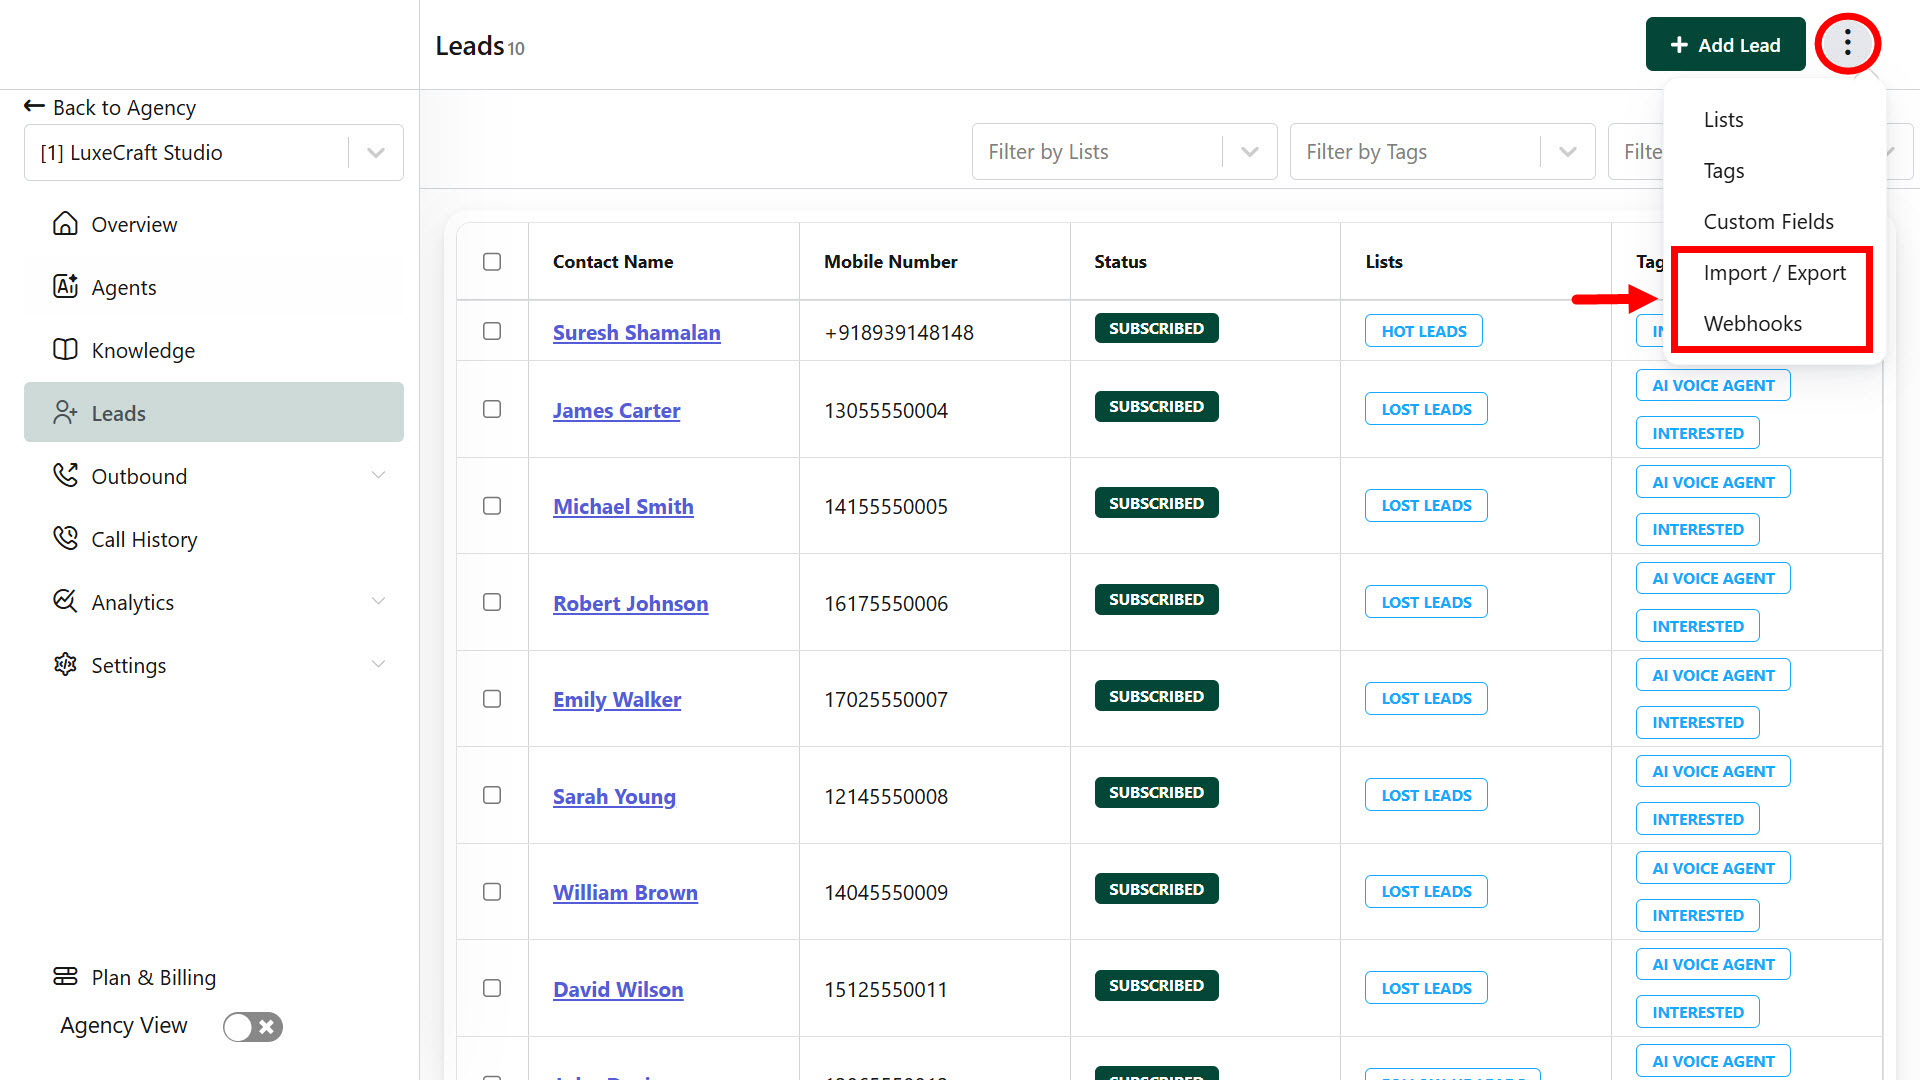 Leads 10
+ Add Lead
Back to Agency
[1] LuxeCraft Studio
Overview
Agents
Knowledge
Leads
Outbound
Call History
Analytics
Settings
Plan & Billing
Agency View
Filter by Lists
Filter by Tags
Filte
Lists
Tags
Custom Fields
Import / Export
Webhooks
Contact Name Mobile Number Status Lists Tag
Suresh Shamalan +918939148148 SUBSCRIBED HOT LEADS IN
James Carter 13055550004 SUBSCRIBED LOST LEADS AI VOICE AGENT
INTERESTED
Michael Smith 14155550005 SUBSCRIBED LOST LEADS AI VOICE AGENT
INTERESTED
Robert Johnson 16175550006 SUBSCRIBED LOST LEADS AI VOICE AGENT
INTERESTED
Emily Walker 17025550007 SUBSCRIBED LOST LEADS AI VOICE AGENT
INTERESTED
Sarah Young 12145550008 SUBSCRIBED LOST LEADS AI VOICE AGENT
INTERESTED
William Brown 14045550009 SUBSCRIBED LOST LEADS AI VOICE AGENT
INTERESTED
David Wilson 15125550011 SUBSCRIBED LOST LEADS AI VOICE AGENT
INTERESTED
SUBSCRIBED AI VOICE AGENT